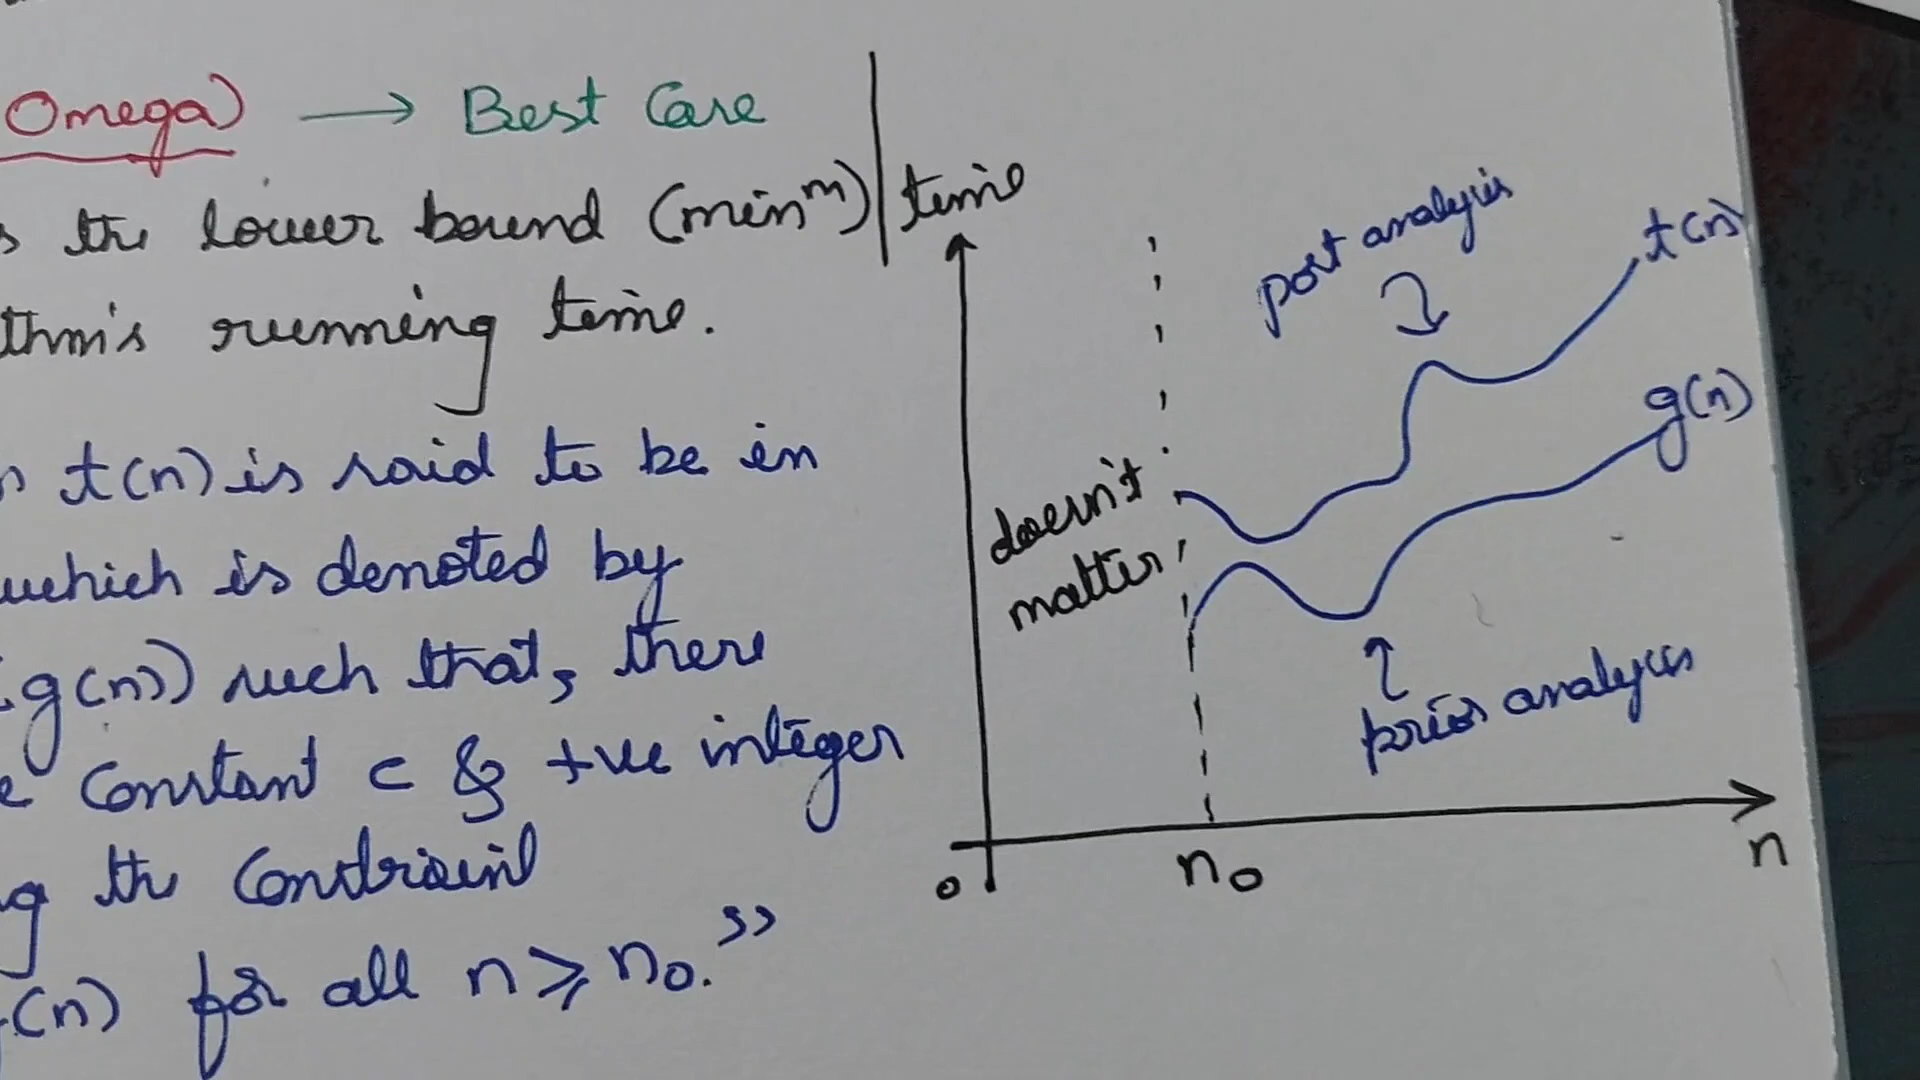 Omega) → Best Case
s the lower bound (minᵐ)
thm's running time.
t(n) is said to be in
which is denoted by
g(n)) such that, there
e constant c & +ve integer
g the constraint
(n) for all n ≥ n₀."
time
post analysis
t(n)
g(n)
doesn't
matter
prior analysis
0
n₀
n